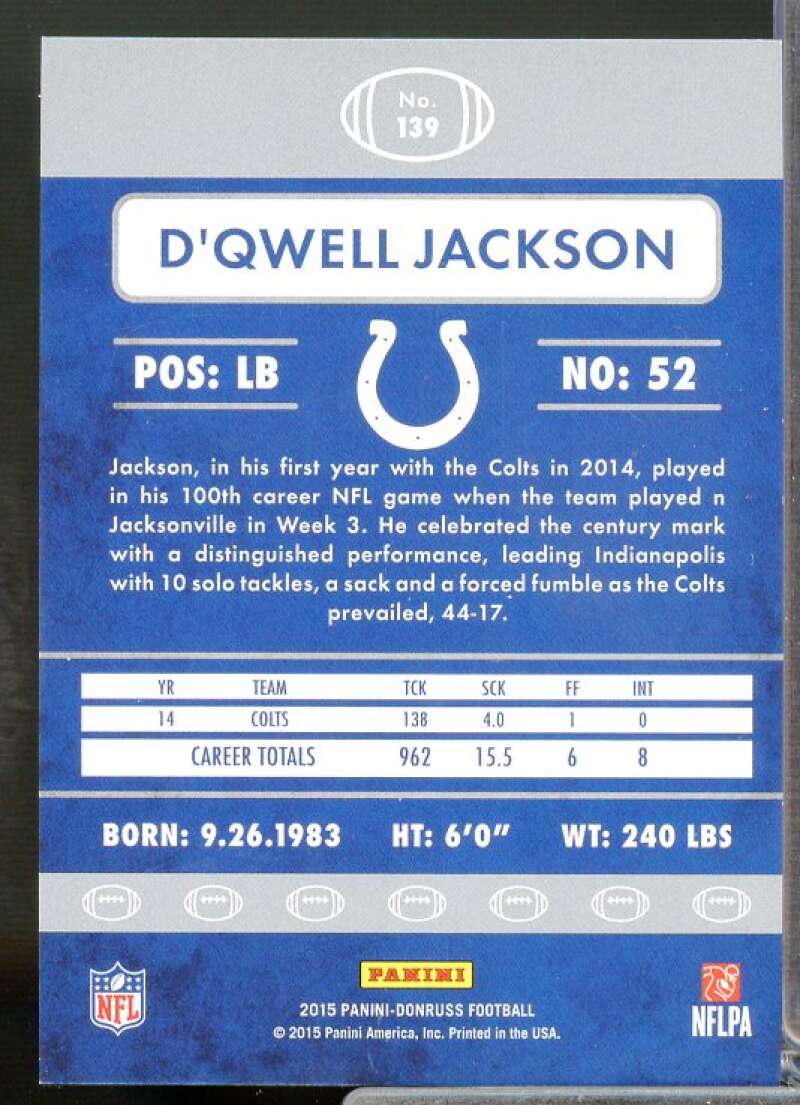 No.
139
D'QWELL JACKSON
POS: LB
NO: 52
Jackson, in his first year with the Colts in 2014, played
in his 100th career NFL game when the team played n
Jacksonville in Week 3. He celebrated the century mark
with a distinguished performance, leading Indianapolis
with 10 solo tackles, a sack and a forced fumble as the Colts
prevailed, 44-17.
YR TEAM TCK SCK FF INT
14 COLTS 138 4.0 1 0
CAREER TOTALS 962 15.5 6 8
BORN: 9.26.1983 HT: 6'0" WT: 240 LBS
NFL
PANINI
2015 PANINI-DONRUSS FOOTBALL
© 2015 Panini America, Inc. Printed in the USA.
NFLPA